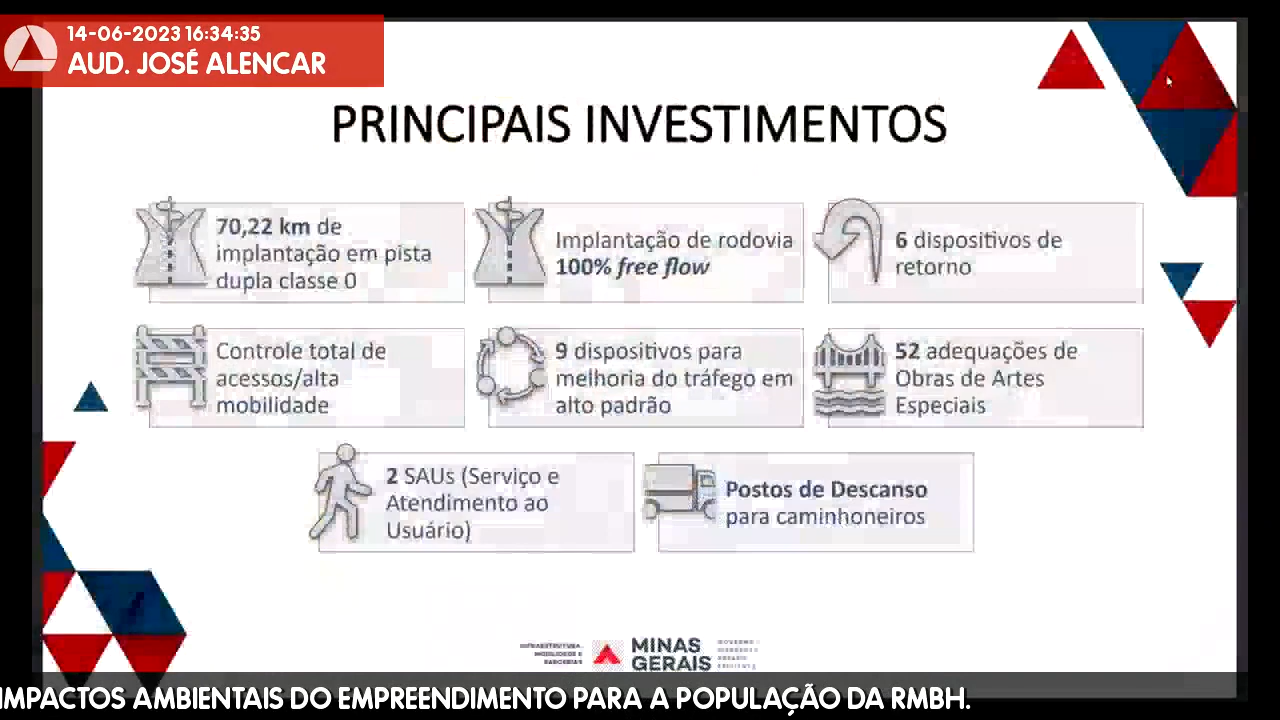 14-06-2023 16:34:35
AUD. JOSÉ ALENCAR
PRINCIPAIS INVESTIMENTOS
70,22 km de
implantação em pista
dupla classe 0
Implantação de rodovia
100% free flow
6 dispositivos de
retorno
Controle total de
acessos/alta
mobilidade
9 dispositivos para
melhoria do tráfego em
alto padrão
52 adequações de
Obras de Artes
Especiais
2 SAUs (Serviço e
Atendimento ao
Usuário)
Postos de Descanso
para caminhoneiros
INFRAESTRUTURA,
MOBILIDADE E
PARCERIAS
MINAS
GERAIS
IMPACTOS AMBIENTAIS DO EMPREENDIMENTO PARA A POPULAÇÃO DA RMBH.